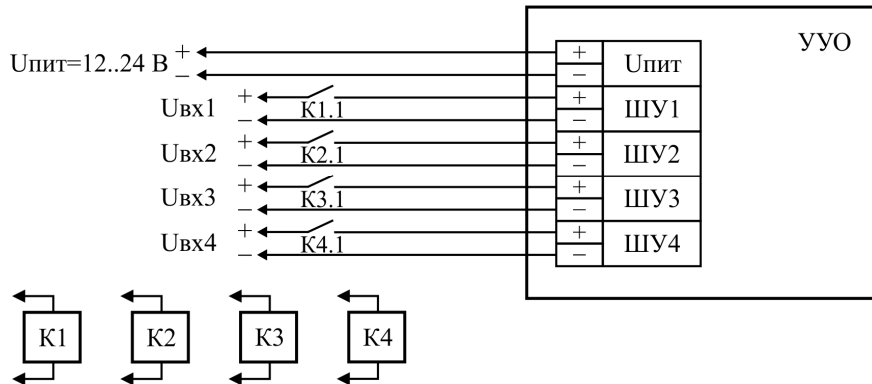 УУО
Uпит=12..24 В + – + – Uпит
Uвх1 + – К1.1 + – ШУ1
Uвх2 + – К2.1 + – ШУ2
Uвх3 + – К3.1 + – ШУ3
Uвх4 + – К4.1 + – ШУ4
К1 К2 К3 К4